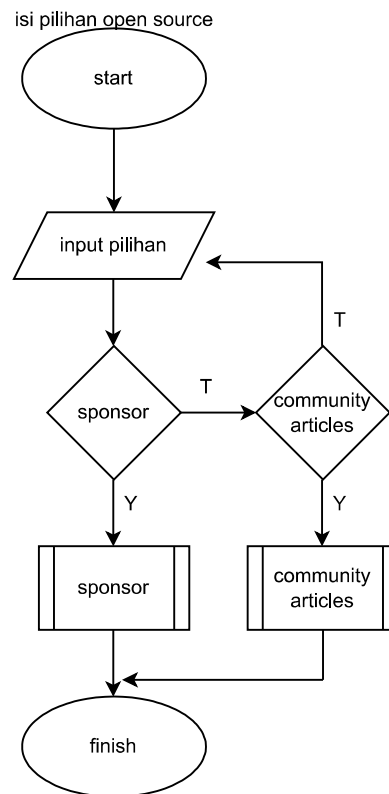 isi pilihan open source
start
input pilihan
T
sponsor
T
community
articles
Y
Y
sponsor
community
articles
finish